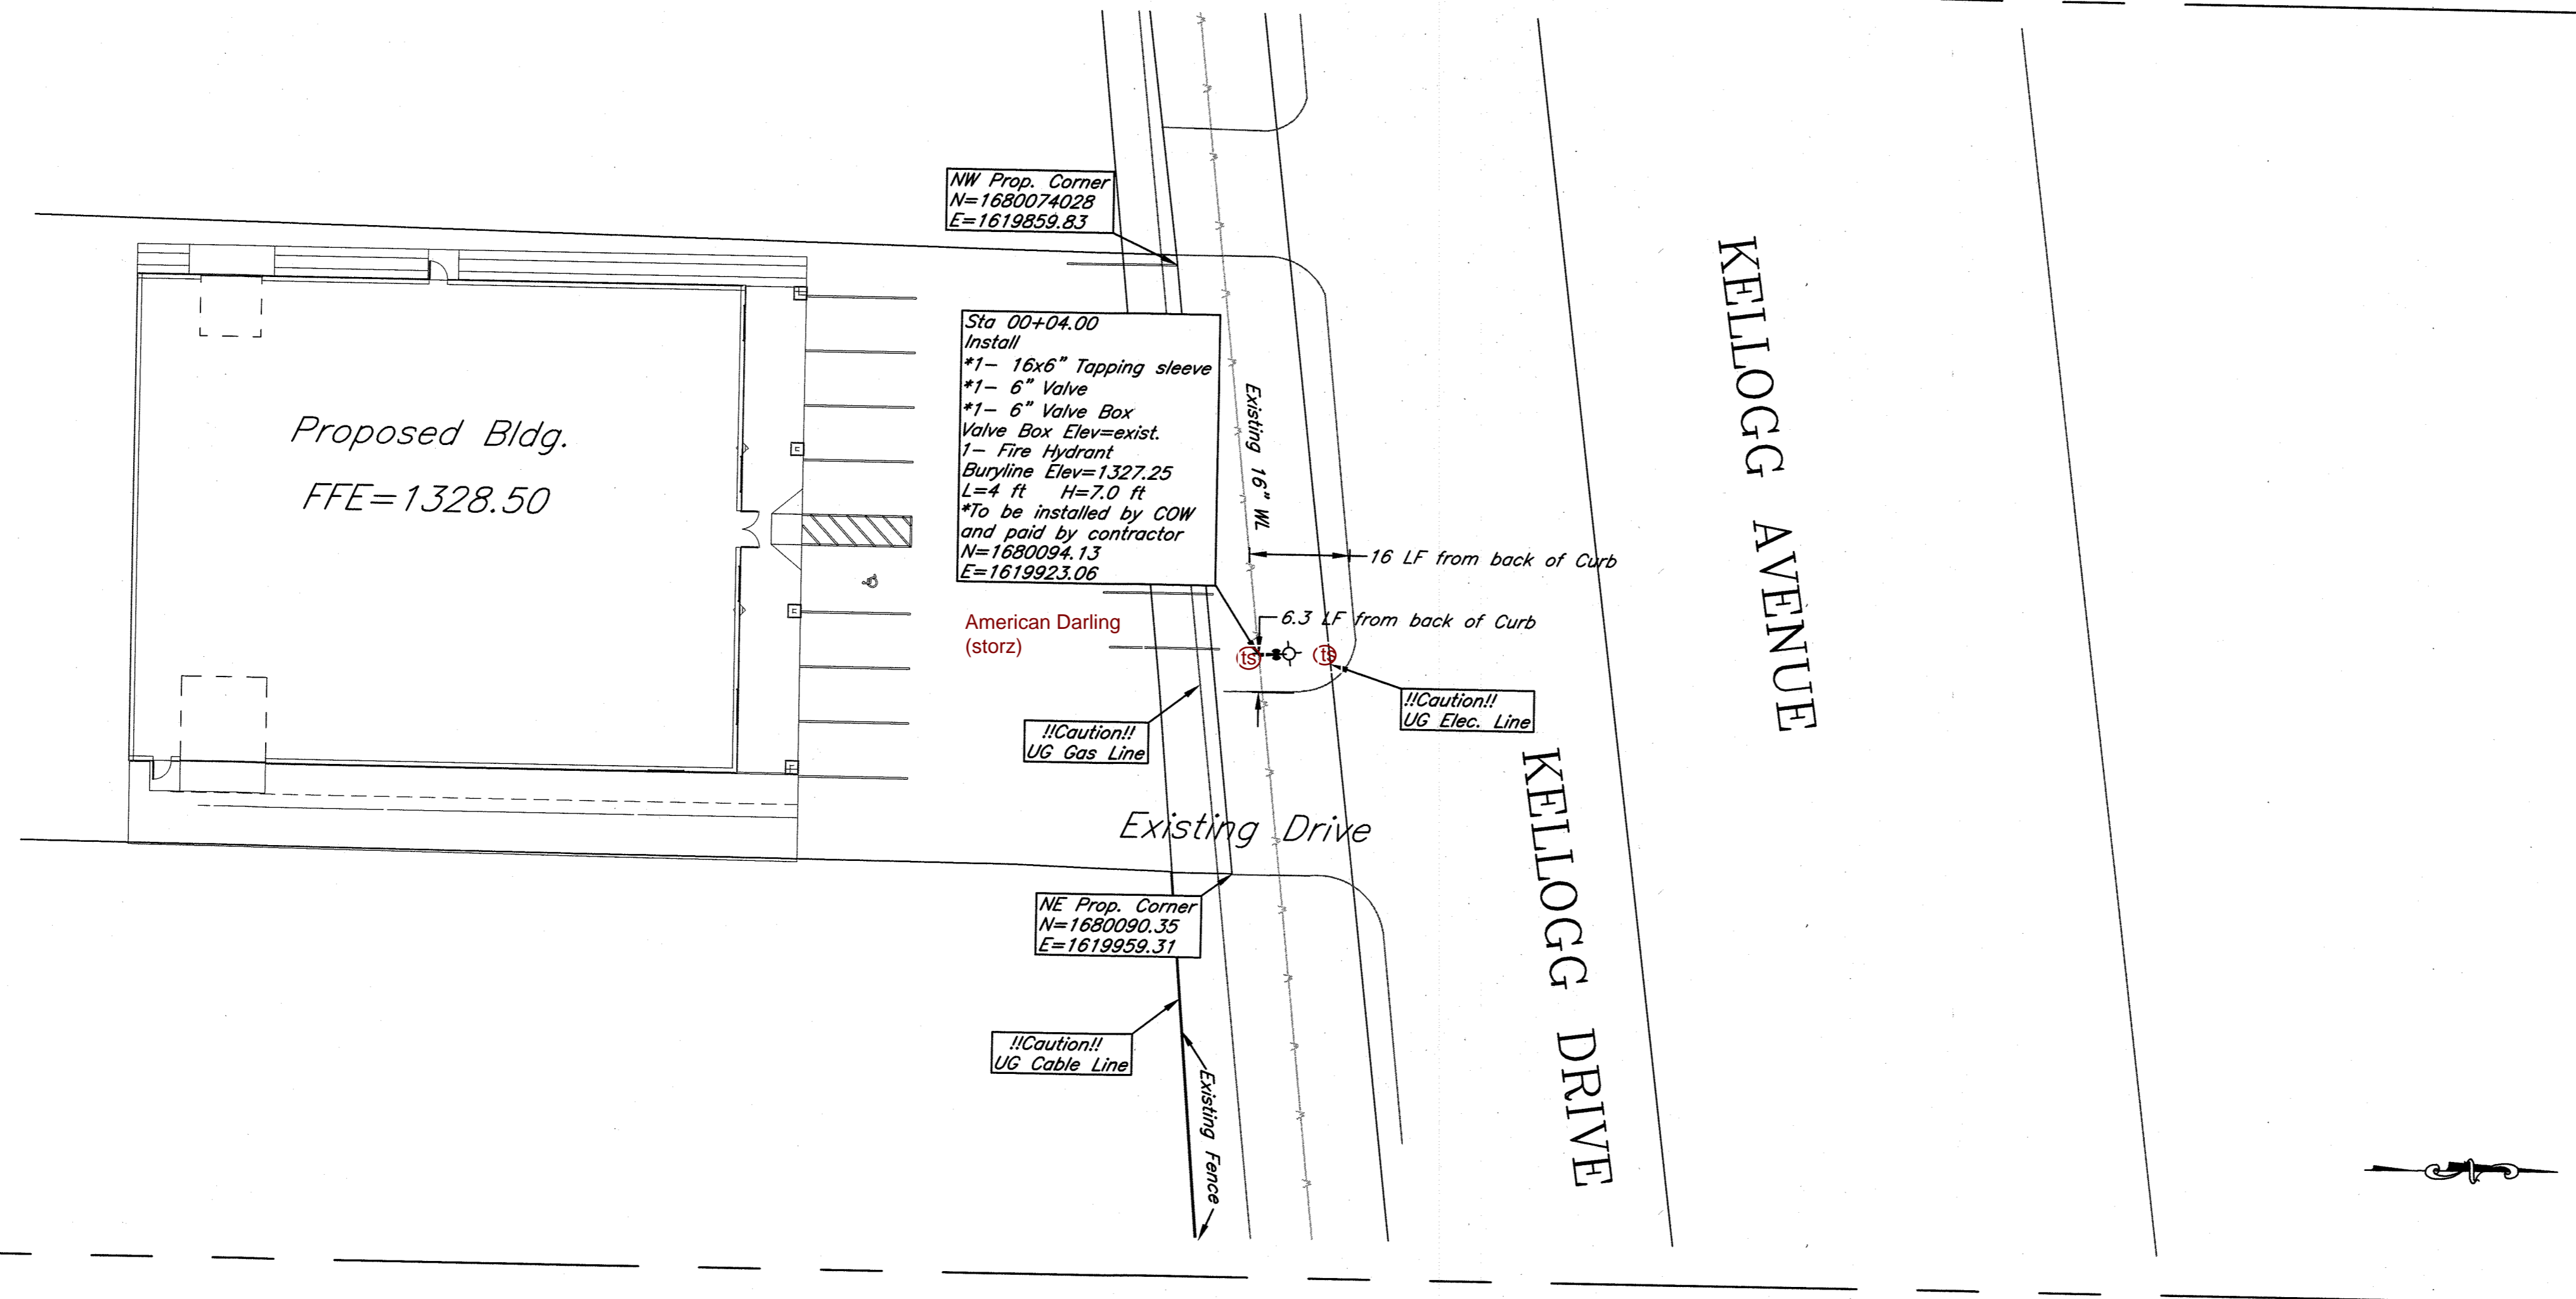 NW Prop. Corner
N=1680074028
E=1619859.83
Sta 00+04.00
Install
*1- 16x6" Tapping sleeve
*1- 6" Valve
*1- 6" Valve Box
Valve Box Elev=exist.
1- Fire Hydrant
Buryline Elev=1327.25
L=4 ft H=7.0 ft
*To be installed by COW
and paid by contractor
N=1680094.13
E=1619923.06
Proposed Bldg.
FFE=1328.50
Existing 16" WL
16 LF from back of Curb
6.3 LF from back of Curb
American Darling
(storz)
ts
ts
!!Caution!!
UG Elec. Line
!!Caution!!
UG Gas Line
Existing Drive
NE Prop. Corner
N=1680090.35
E=1619959.31
!!Caution!!
UG Cable Line
Existing Fence
KELLOGG AVENUE
KELLOGG DRIVE